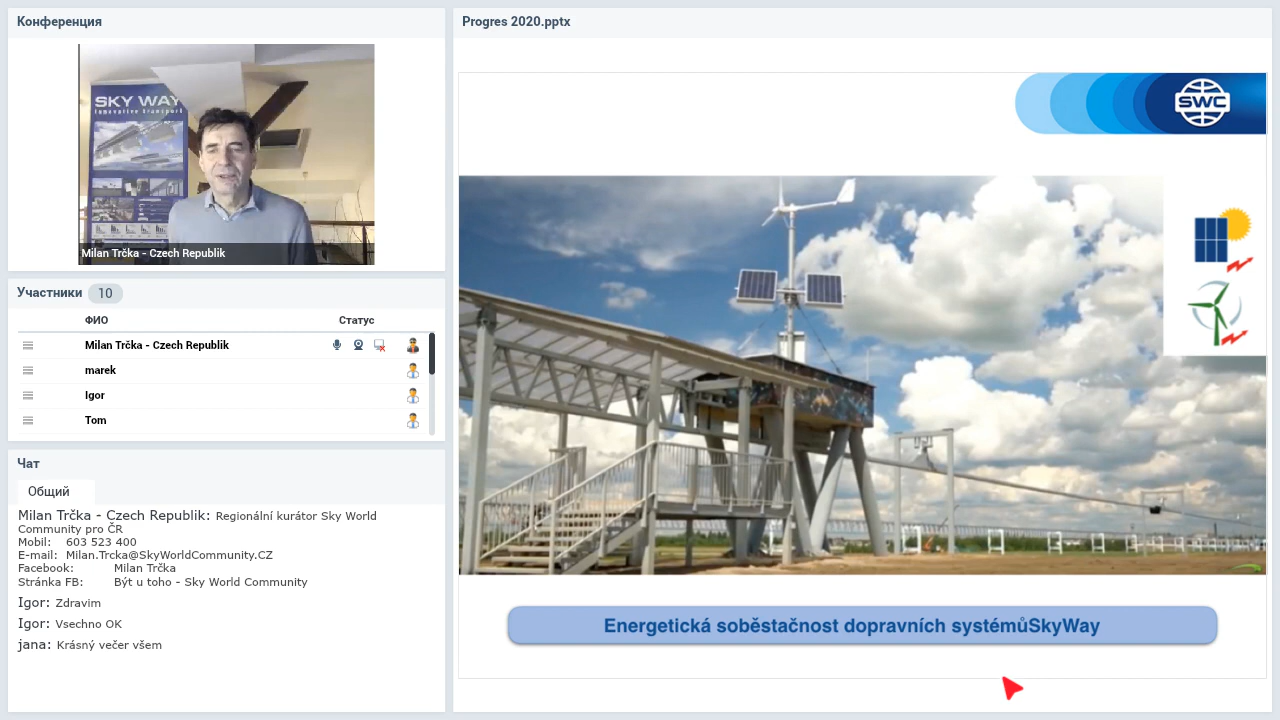 Конференция
SKY WAY
innovative transport
Milan Trčka - Czech Republik
Участники 10
ФИО Статус
Milan Trčka - Czech Republik
marek
Igor
Tom
Чат
Общий
Milan Trčka - Czech Republik: Regionální kurátor Sky World
Community pro ČR
Mobil: 603 523 400
E-mail: Milan.Trcka@SkyWorldCommunity.CZ
Facebook: Milan Trčka
Stránka FB: Být u toho - Sky World Community
Igor: Zdravim
Igor: Vsechno OK
jana: Krásný večer všem
Progres 2020.pptx
SWC
Energetická soběstačnost dopravních systémůSkyWay